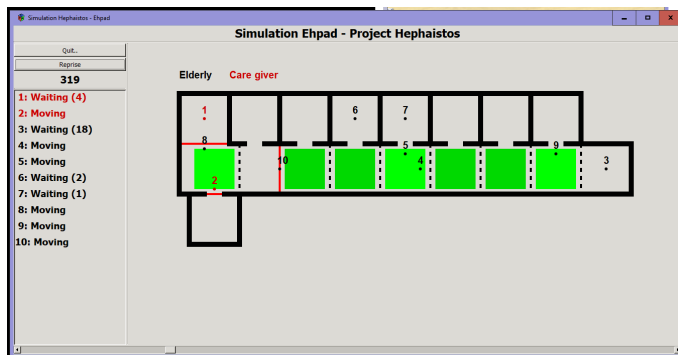 Simulation Hephaistos - Ehpad
Simulation Ehpad - Project Hephaistos
Quit..
Reprise
319
1: Waiting (4)
2: Moving
3: Waiting (18)
4: Moving
5: Moving
6: Waiting (2)
7: Waiting (1)
8: Moving
9: Moving
10: Moving
Elderly Care giver
1 6 7
8 5 9
10 4 3
2